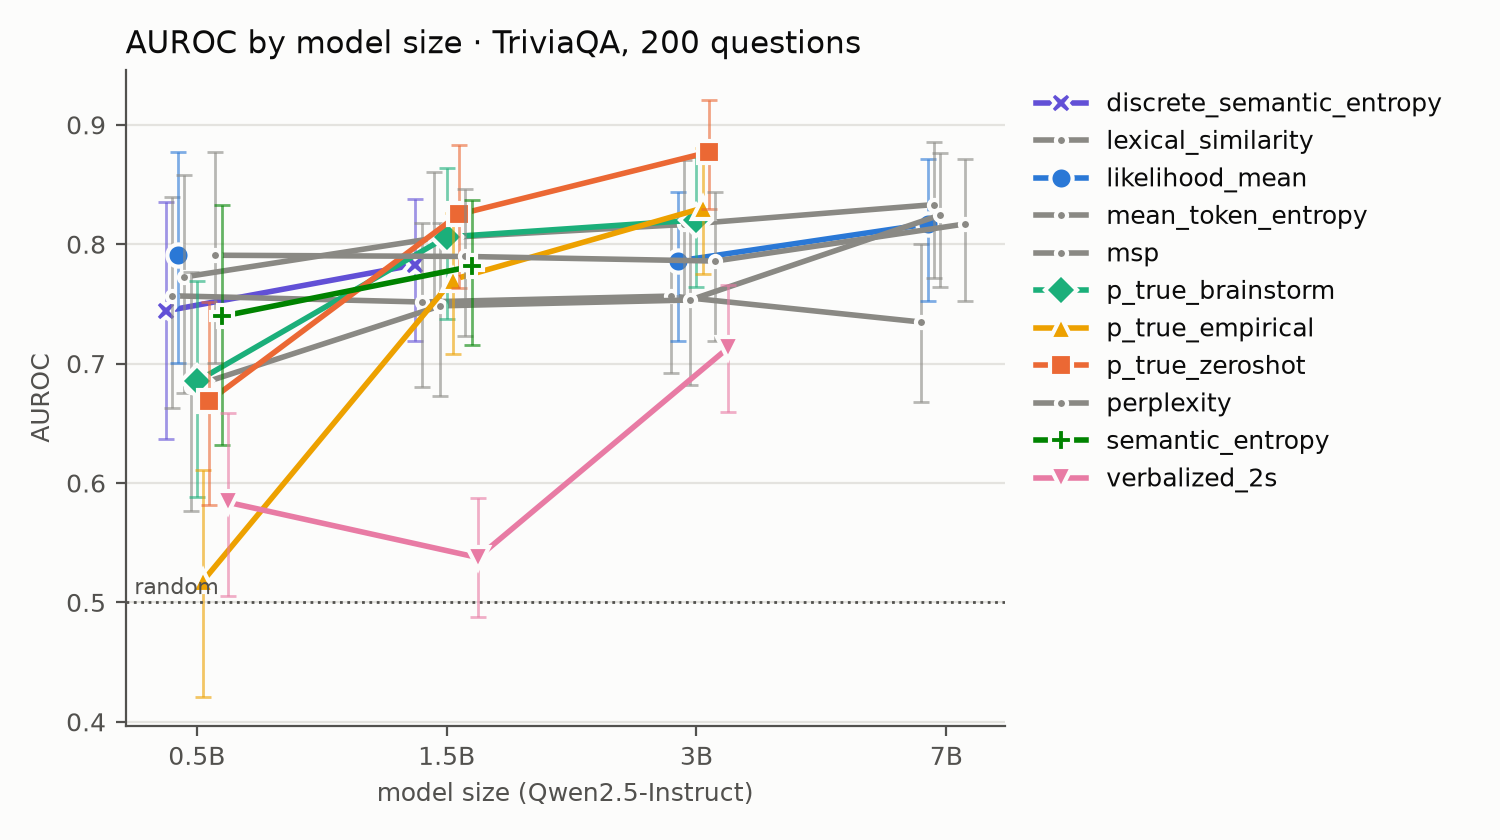 AUROC by model size · TriviaQA, 200 questions
AUROC
0.9
0.8
0.7
0.6
0.5
0.4
random
0.5B
1.5B
3B
7B
model size (Qwen2.5-Instruct)
discrete_semantic_entropy
lexical_similarity
likelihood_mean
mean_token_entropy
msp
p_true_brainstorm
p_true_empirical
p_true_zeroshot
perplexity
semantic_entropy
verbalized_2s